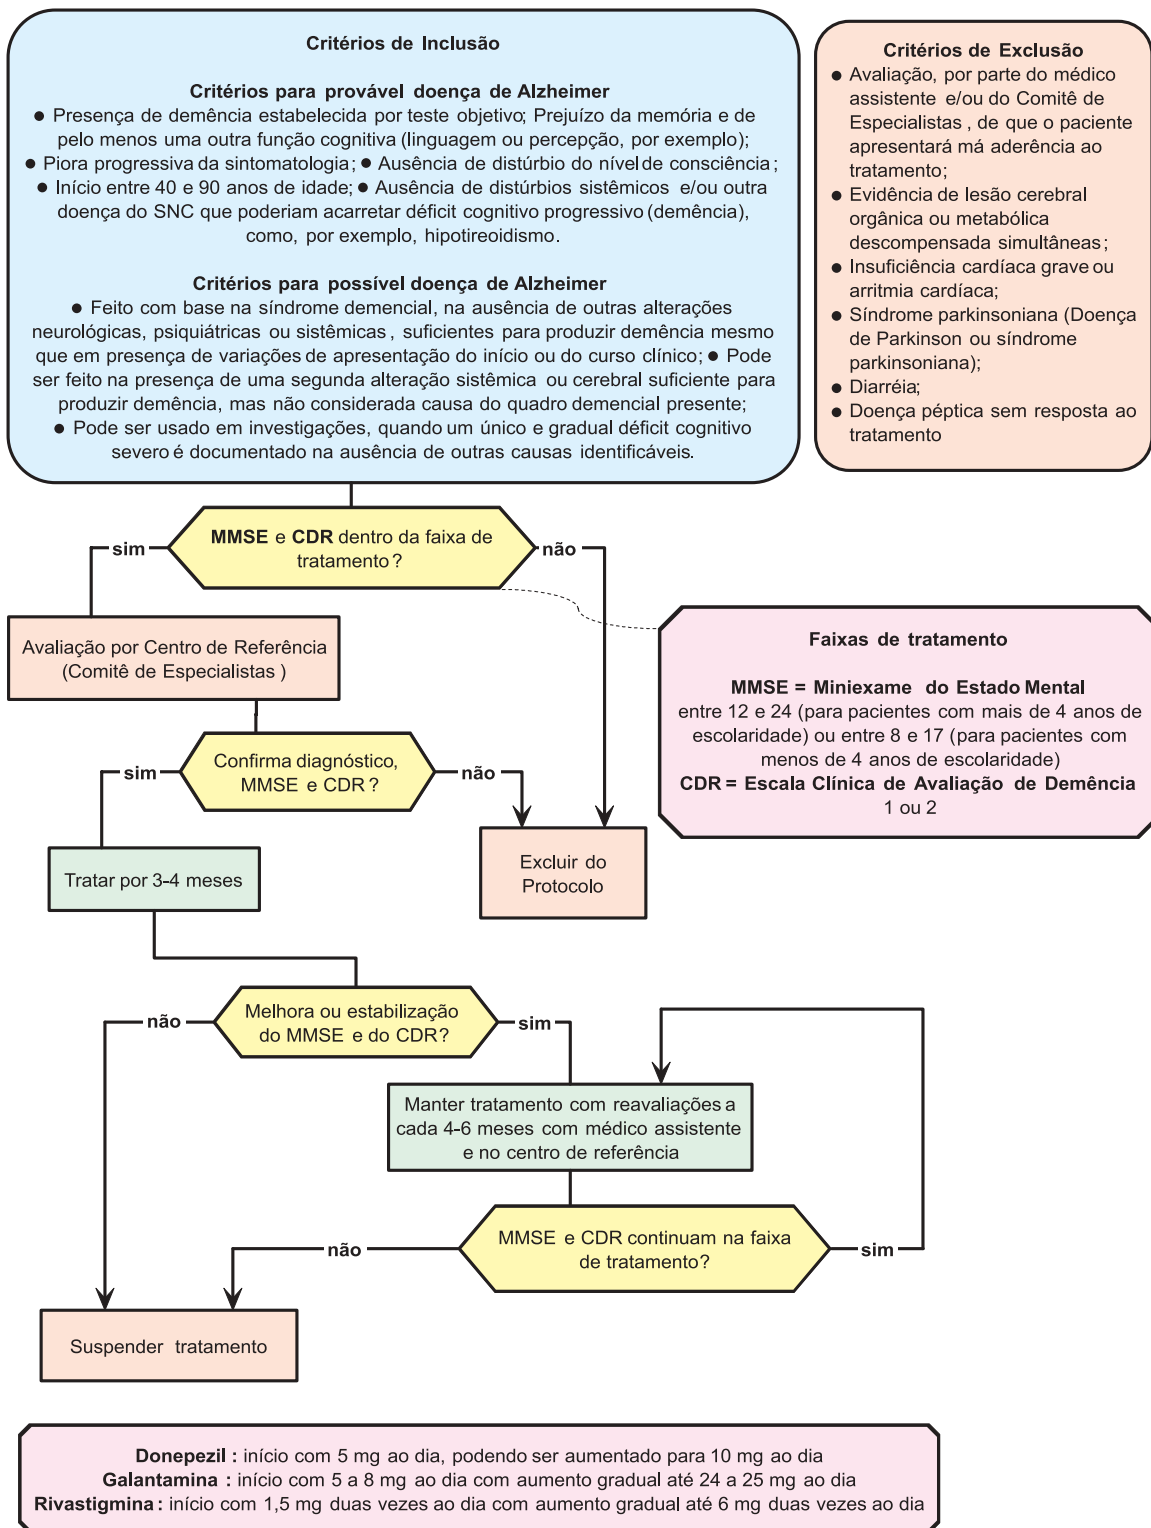 Critérios de Inclusão
Critérios para provável doença de Alzheimer
● Presença de demência estabelecida por teste objetivo; Prejuízo da memória e de
pelo menos uma outra função cognitiva (linguagem ou percepção, por exemplo);
● Piora progressiva da sintomatologia; ● Ausência de distúrbio do nível de consciência;
● Início entre 40 e 90 anos de idade; ● Ausência de distúrbios sistêmicos e/ou outra
doença do SNC que poderiam acarretar déficit cognitivo progressivo (demência),
como, por exemplo, hipotireoidismo.
Critérios para possível doença de Alzheimer
● Feito com base na síndrome demencial, na ausência de outras alterações
neurológicas, psiquiátricas ou sistêmicas, suficientes para produzir demência mesmo
que em presença de variações de apresentação do início ou do curso clínico; ● Pode
ser feito na presença de uma segunda alteração sistêmica ou cerebral suficiente para
produzir demência, mas não considerada causa do quadro demencial presente;
● Pode ser usado em investigações, quando um único e gradual déficit cognitivo
severo é documentado na ausência de outras causas identificáveis.
Critérios de Exclusão
● Avaliação, por parte do médico
assistente e/ou do Comitê de
Especialistas, de que o paciente
apresentará má aderência ao
tratamento;
● Evidência de lesão cerebral
orgânica ou metabólica
descompensada simultâneas;
● Insuficiência cardíaca grave ou
arritmia cardíaca;
● Síndrome parkinsoniana (Doença
de Parkinson ou síndrome
parkinsoniana);
● Diarréia;
● Doença péptica sem resposta ao
tratamento
MMSE e CDR dentro da faixa de
tratamento?
sim
não
Avaliação por Centro de Referência
(Comitê de Especialistas)
Faixas de tratamento
MMSE = Miniexame do Estado Mental
entre 12 e 24 (para pacientes com mais de 4 anos de
escolaridade) ou entre 8 e 17 (para pacientes com
menos de 4 anos de escolaridade)
CDR = Escala Clínica de Avaliação de Demência
1 ou 2
Confirma diagnóstico,
MMSE e CDR?
sim
não
Tratar por 3-4 meses
Excluir do
Protocolo
Melhora ou estabilização
do MMSE e do CDR?
não
sim
Manter tratamento com reavaliações a
cada 4-6 meses com médico assistente
e no centro de referência
MMSE e CDR continuam na faixa
de tratamento?
não
sim
Suspender tratamento
Donepezil : início com 5 mg ao dia, podendo ser aumentado para 10 mg ao dia
Galantamina : início com 5 a 8 mg ao dia com aumento gradual até 24 a 25 mg ao dia
Rivastigmina : início com 1,5 mg duas vezes ao dia com aumento gradual até 6 mg duas vezes ao dia